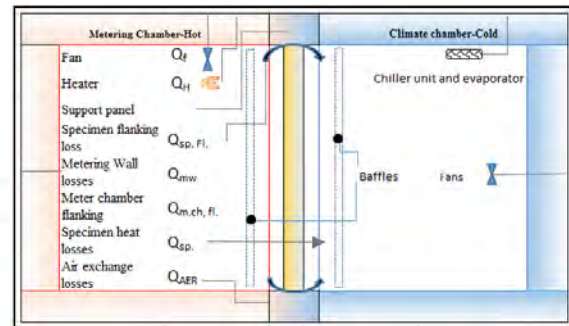 Metering Chamber-Hot
Climate chamber-Cold
Fan Qf
Heater QH
Chiller unit and evaporator
Support panel
Specimen flanking
loss Qsp, Fl.
Metering Wall
losses Qmw
Baffles Fans
Meter chamber
flanking Qm.ch, fl.
Specimen heat
losses Qsp.
Air exchange
losses QAER